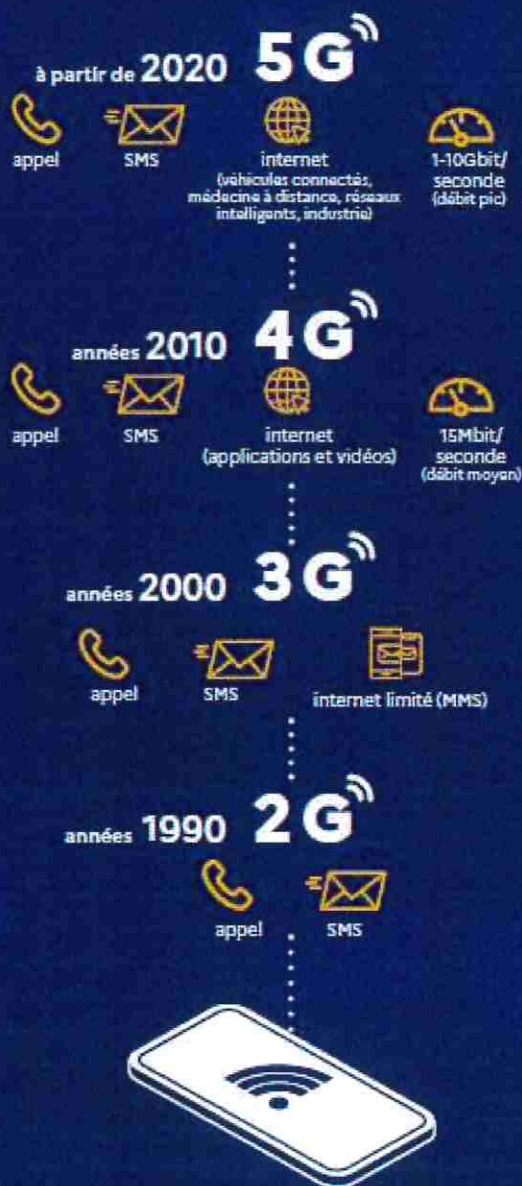 à partir de 2020 5G
appel
SMS
internet
(véhicules connectés,
médecine à distance, réseaux
intelligents, industrie)
1-10Gbit/
seconde
(débit pic)
années 2010 4G
appel
SMS
internet
(applications et vidéos)
15Mbit/
seconde
(débit moyen)
années 2000 3G
appel
SMS
internet limité (MMS)
années 1990 2G
appel
SMS